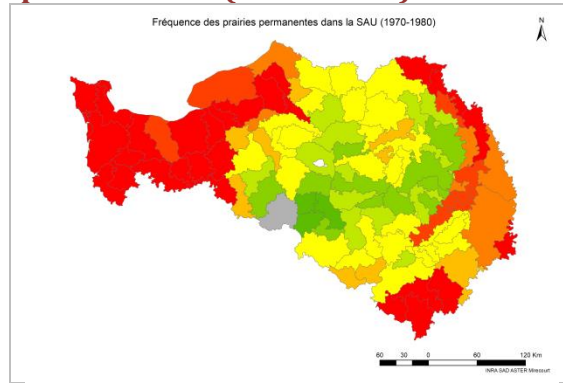 Fréquence des prairies permanentes dans la SAU (1970-1980)
N
60 30 0 60 120 Km
INRA SAD ASTER Mirecourt